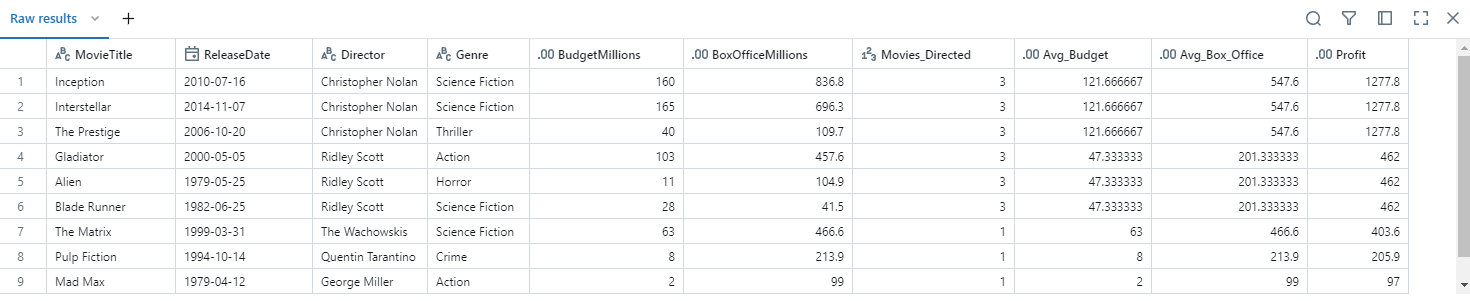 Raw results
MovieTitle ReleaseDate Director Genre .00 BudgetMillions .00 BoxOfficeMillions 123 Movies_Directed .00 Avg_Budget .00 Avg_Box_Office .00 Profit
1 Inception 2010-07-16 Christopher Nolan Science Fiction 160 836.8 3 121.666667 547.6 1277.8
2 Interstellar 2014-11-07 Christopher Nolan Science Fiction 165 696.3 3 121.666667 547.6 1277.8
3 The Prestige 2006-10-20 Christopher Nolan Thriller 40 109.7 3 121.666667 547.6 1277.8
4 Gladiator 2000-05-05 Ridley Scott Action 103 457.6 3 47.333333 201.333333 462
5 Alien 1979-05-25 Ridley Scott Horror 11 104.9 3 47.333333 201.333333 462
6 Blade Runner 1982-06-25 Ridley Scott Science Fiction 28 41.5 3 47.333333 201.333333 462
7 The Matrix 1999-03-31 The Wachowskis Science Fiction 63 466.6 1 63 466.6 403.6
8 Pulp Fiction 1994-10-14 Quentin Tarantino Crime 8 213.9 1 8 213.9 205.9
9 Mad Max 1979-04-12 George Miller Action 2 99 1 2 99 97